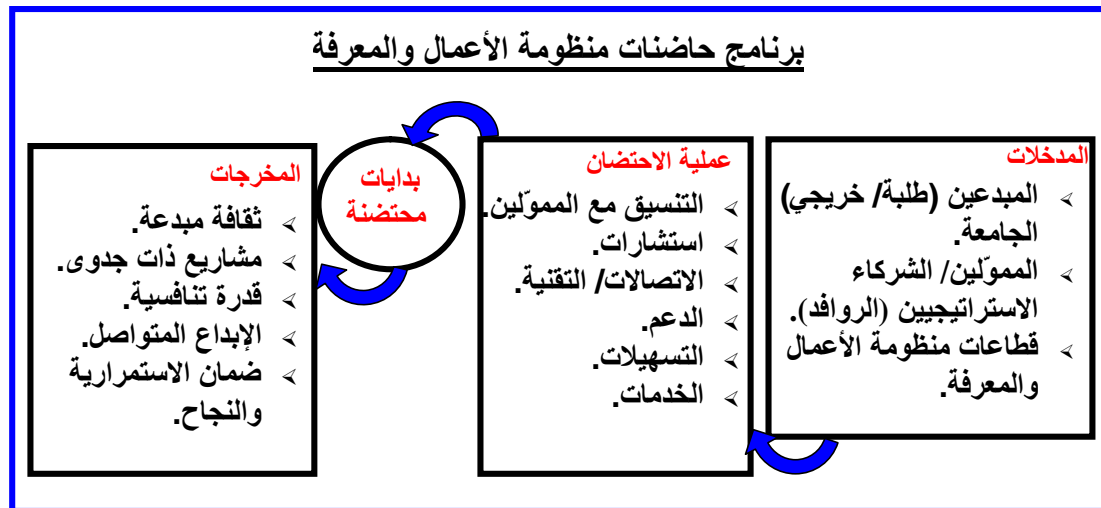 برنامج حاضنات منظومة الأعمال والمعرفة
المدخلات
المبدعين (طلبة/ خريجي)
الجامعة.
المموّلين/ الشركاء
الاستراتيجيين (الروافد).
قطاعات منظومة الأعمال
والمعرفة.
عملية الاحتضان
التنسيق مع المموّلين.
استشارات.
الاتصالات/ التقنية.
الدعم.
التسهيلات.
الخدمات.
بدايات
محتضنة
المخرجات
ثقافة مبدعة.
مشاريع ذات جدوى.
قدرة تنافسية.
الإبداع المتواصل.
ضمان الاستمرارية
والنجاح.